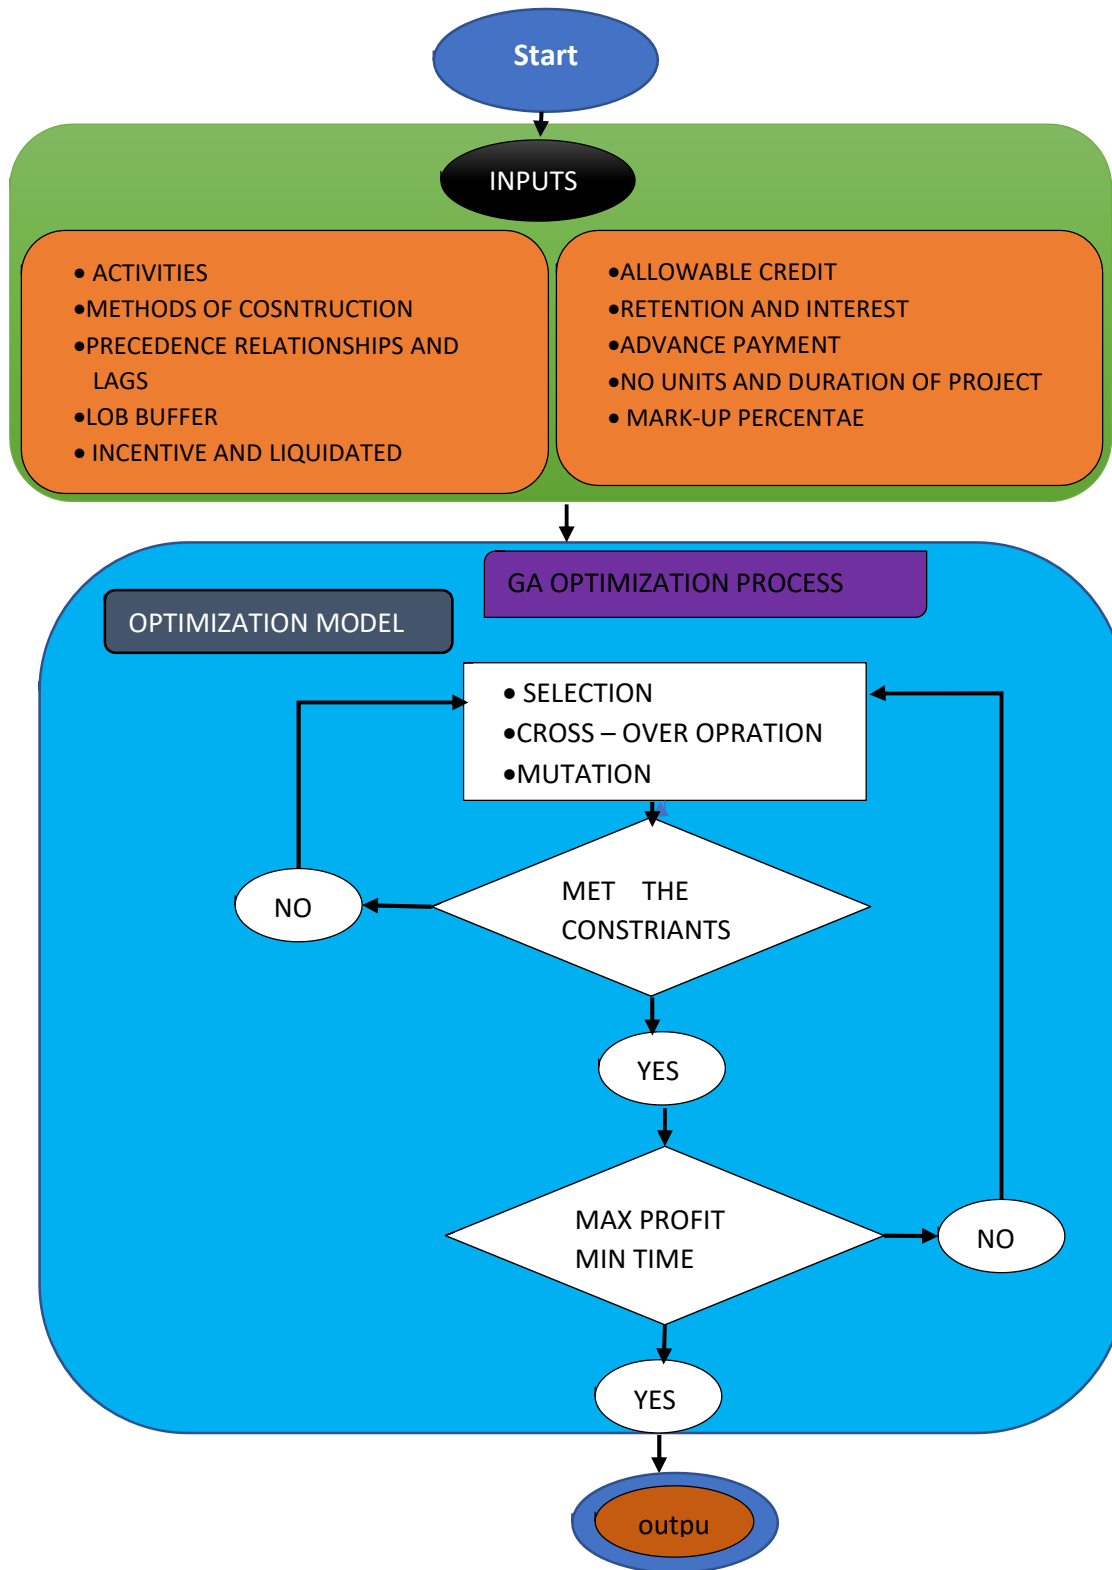 Start
INPUTS
• ACTIVITIES
•METHODS OF COSNTRUCTION
•PRECEDENCE RELATIONSHIPS AND
LAGS
•LOB BUFFER
• INCENTIVE AND LIQUIDATED
•ALLOWABLE CREDIT
•RETENTION AND INTEREST
•ADVANCE PAYMENT
•NO UNITS AND DURATION OF PROJECT
• MARK-UP PERCENTAE
GA OPTIMIZATION PROCESS
OPTIMIZATION MODEL
• SELECTION
•CROSS – OVER OPRATION
•MUTATION
MET THE
CONSTRIANTS
NO
YES
MAX PROFIT
MIN TIME
NO
YES
outpu